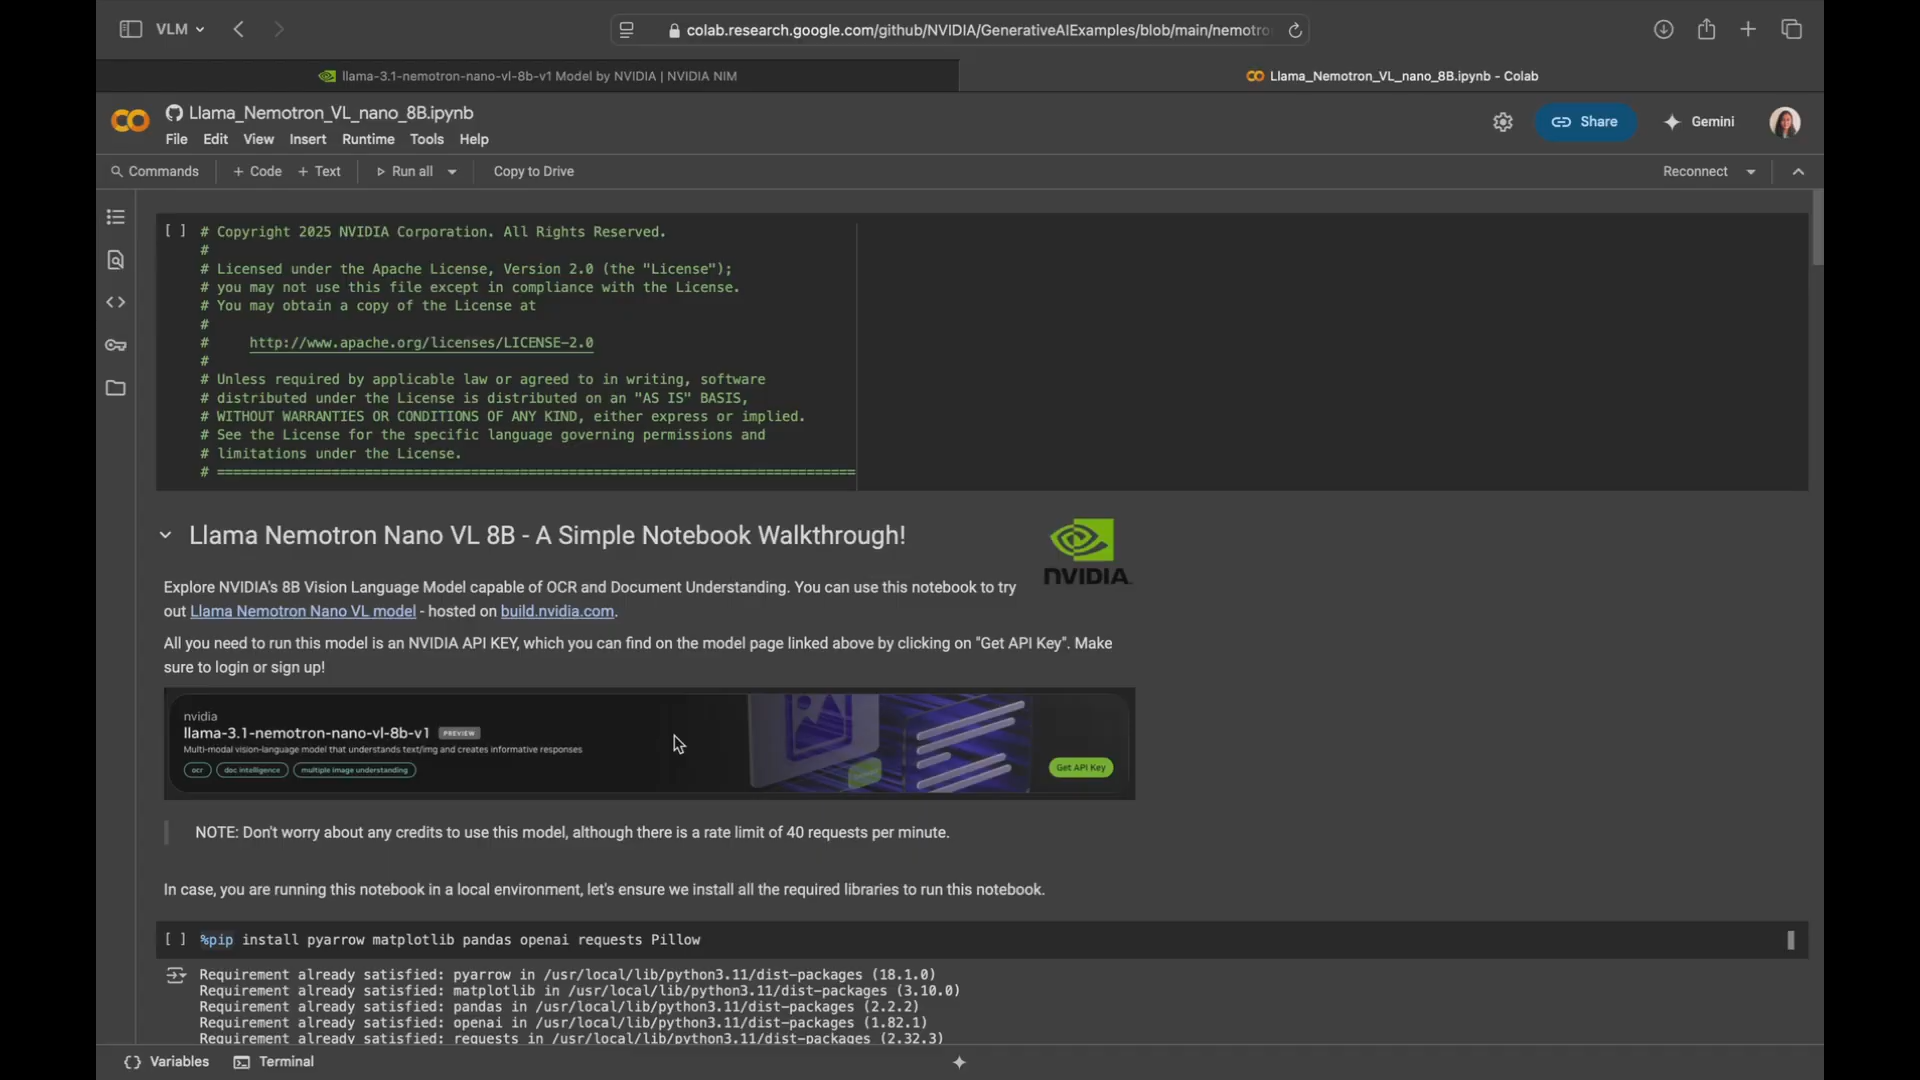 VLM
colab.research.google.com/github/NVIDIA/GenerativeAIExamples/blob/main/nemotro
llama-3.1-nemotron-nano-vl-8b-v1 Model by NVIDIA | NVIDIA NIM
Llama_Nemotron_VL_nano_8B.ipynb - Colab
Llama_Nemotron_VL_nano_8B.ipynb
File Edit View Insert Runtime Tools Help
Share
Gemini
Commands + Code + Text Run all Copy to Drive
Reconnect
[ ] # Copyright 2025 NVIDIA Corporation. All Rights Reserved.
#
# Licensed under the Apache License, Version 2.0 (the "License");
# you may not use this file except in compliance with the License.
# You may obtain a copy of the License at
#
# http://www.apache.org/licenses/LICENSE-2.0
#
# Unless required by applicable law or agreed to in writing, software
# distributed under the License is distributed on an "AS IS" BASIS,
# WITHOUT WARRANTIES OR CONDITIONS OF ANY KIND, either express or implied.
# See the License for the specific language governing permissions and
# limitations under the License.
# ==============================================================================
Llama Nemotron Nano VL 8B - A Simple Notebook Walkthrough!
NVIDIA.
Explore NVIDIA's 8B Vision Language Model capable of OCR and Document Understanding. You can use this notebook to try
out Llama Nemotron Nano VL model - hosted on build.nvidia.com.
All you need to run this model is an NVIDIA API KEY, which you can find on the model page linked above by clicking on "Get API Key". Make
sure to login or sign up!
nvidia
llama-3.1-nemotron-nano-vl-8b-v1 PREVIEW
Multi-modal vision-language model that understands text/img and creates informative responses
ocr doc intelligence multiple image understanding
Get API Key
NOTE: Don't worry about any credits to use this model, although there is a rate limit of 40 requests per minute.
In case, you are running this notebook in a local environment, let's ensure we install all the required libraries to run this notebook.
[ ] %pip install pyarrow matplotlib pandas openai requests Pillow
Requirement already satisfied: pyarrow in /usr/local/lib/python3.11/dist-packages (18.1.0)
Requirement already satisfied: matplotlib in /usr/local/lib/python3.11/dist-packages (3.10.0)
Requirement already satisfied: pandas in /usr/local/lib/python3.11/dist-packages (2.2.2)
Requirement already satisfied: openai in /usr/local/lib/python3.11/dist-packages (1.82.1)
Requirement already satisfied: requests in /usr/local/lib/python3.11/dist-packages (2.32.3)
Variables Terminal